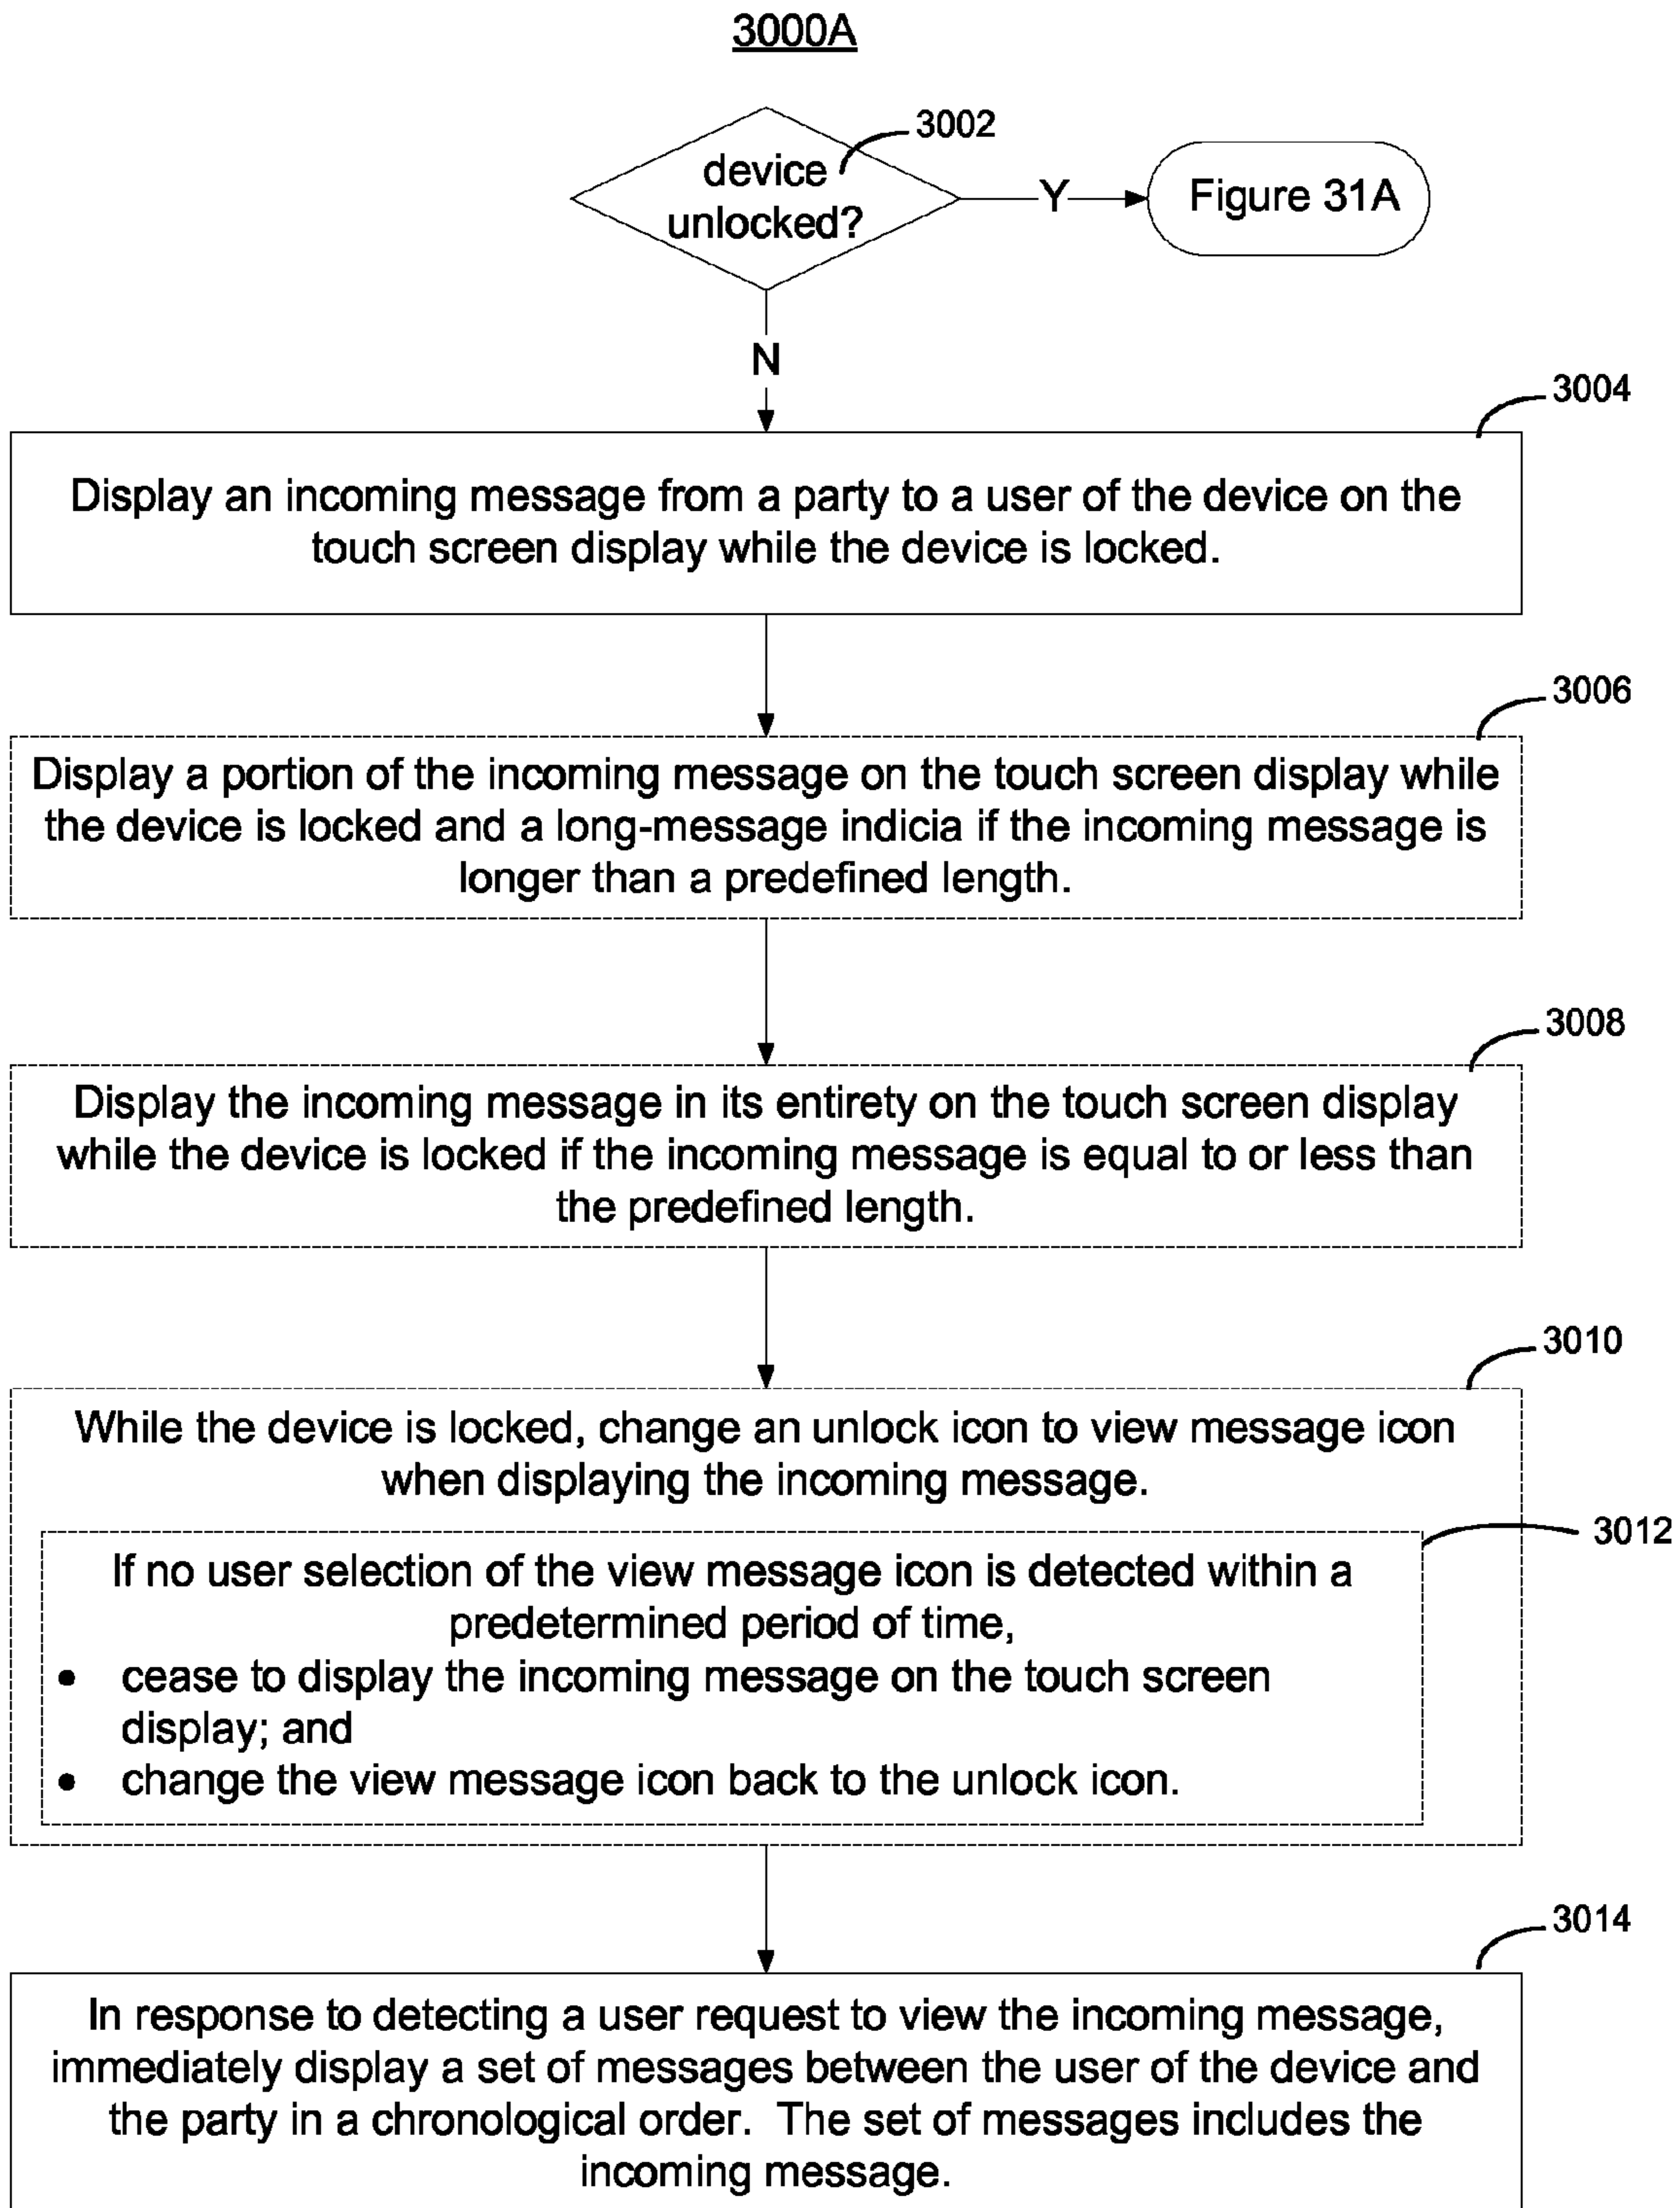 3000A
3002
device
unlocked?
Y
Figure 31A
N
3004
Display an incoming message from a party to a user of the device on the
touch screen display while the device is locked.
3006
Display a portion of the incoming message on the touch screen display while
the device is locked and a long-message indicia if the incoming message is
longer than a predefined length.
3008
Display the incoming message in its entirety on the touch screen display
while the device is locked if the incoming message is equal to or less than
the predefined length.
3010
While the device is locked, change an unlock icon to view message icon
when displaying the incoming message.
3012
If no user selection of the view message icon is detected within a
predetermined period of time,
• cease to display the incoming message on the touch screen
display; and
• change the view message icon back to the unlock icon.
3014
In response to detecting a user request to view the incoming message,
immediately display a set of messages between the user of the device and
the party in a chronological order.  The set of messages includes the
incoming message.